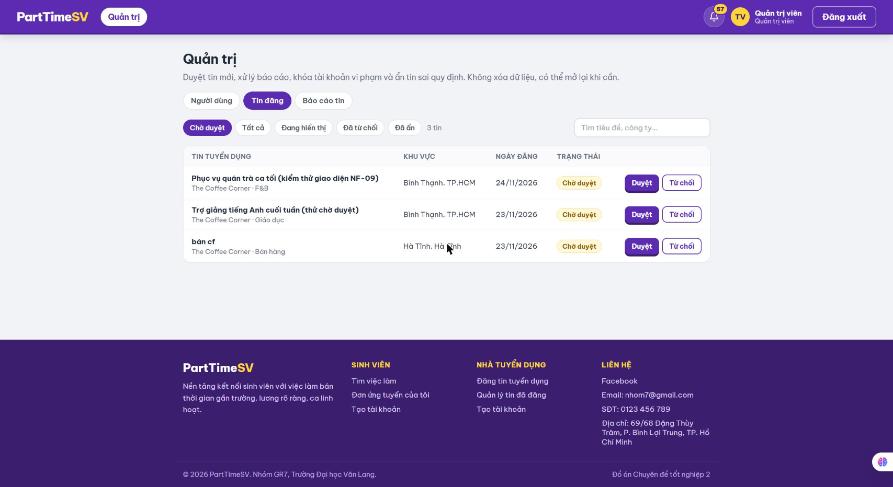 PartTimeSV
Quản trị
57
TV
Quản trị viên
Quản trị viên
Đăng xuất
Quản trị
Duyệt tin mới, xử lý báo cáo, khóa tài khoản vi phạm và ẩn tin sai quy định. Không xóa dữ liệu, có thể mở lại khi cần.
Người dùng
Tin đăng
Báo cáo tin
Chờ duyệt
Tất cả
Đang hiển thị
Đã từ chối
Đã ẩn
3 tin
Tìm tiêu đề, công ty...
TIN TUYỂN DỤNG KHU VỰC NGÀY ĐĂNG TRẠNG THÁI
Phục vụ quán trà ca tối (kiểm thử giao diện NF-09) Bình Thạnh, TP.HCM 24/11/2026 Chờ duyệt Duyệt Từ chối
The Coffee Corner · F&B
Trợ giảng tiếng Anh cuối tuần (thử chờ duyệt) Bình Thạnh, TP.HCM 23/11/2026 Chờ duyệt Duyệt Từ chối
The Coffee Corner · Giáo dục
bán cf Hà Tĩnh, Hà Tĩnh 23/11/2026 Chờ duyệt Duyệt Từ chối
The Coffee Corner · Bán hàng
PartTimeSV
Nền tảng kết nối sinh viên với việc làm bán
thời gian gần trường, lương rõ ràng, ca linh
hoạt.
SINH VIÊN
Tìm việc làm
Đơn ứng tuyển của tôi
Tạo tài khoản
NHÀ TUYỂN DỤNG
Đăng tin tuyển dụng
Quản lý tin đã đăng
Tạo tài khoản
LIÊN HỆ
Facebook
Email: nhom7@gmail.com
SĐT: 0123 456 789
Địa chỉ: 69/68 Đặng Thùy
Trâm, P. Bình Lợi Trung, TP. Hồ
Chí Minh
© 2026 PartTimeSV. Nhóm GR7, Trường Đại học Văn Lang.
Đồ án Chuyên đề tốt nghiệp 2